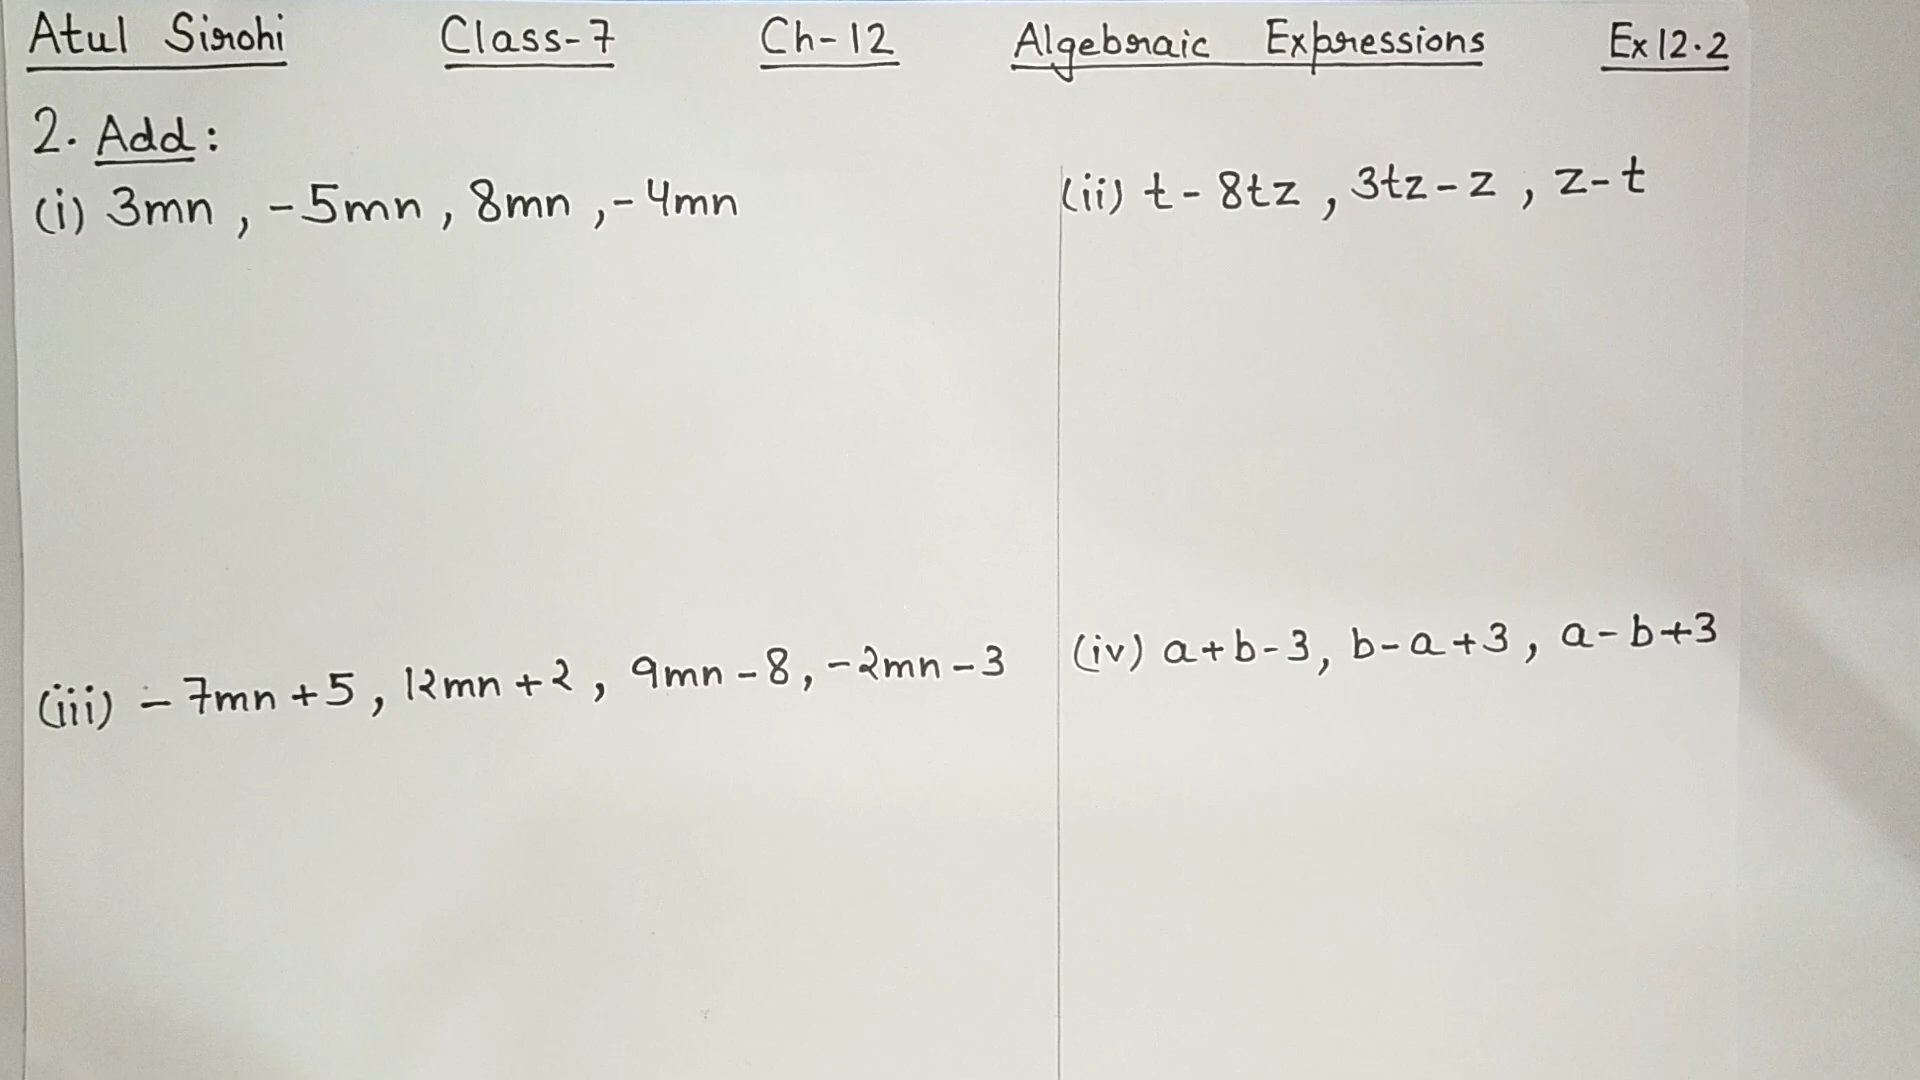 Atul Sirohi Class-7 Ch-12 Algebraic Expressions Ex 12.2
2. Add:
(i) 3mn, -5mn, 8mn, -4mn
(ii) t - 8tz, 3tz - z, z - t
(iii) - 7mn + 5, 12mn + 2, 9mn - 8, -2mn - 3
(iv) a + b - 3, b - a + 3, a - b + 3